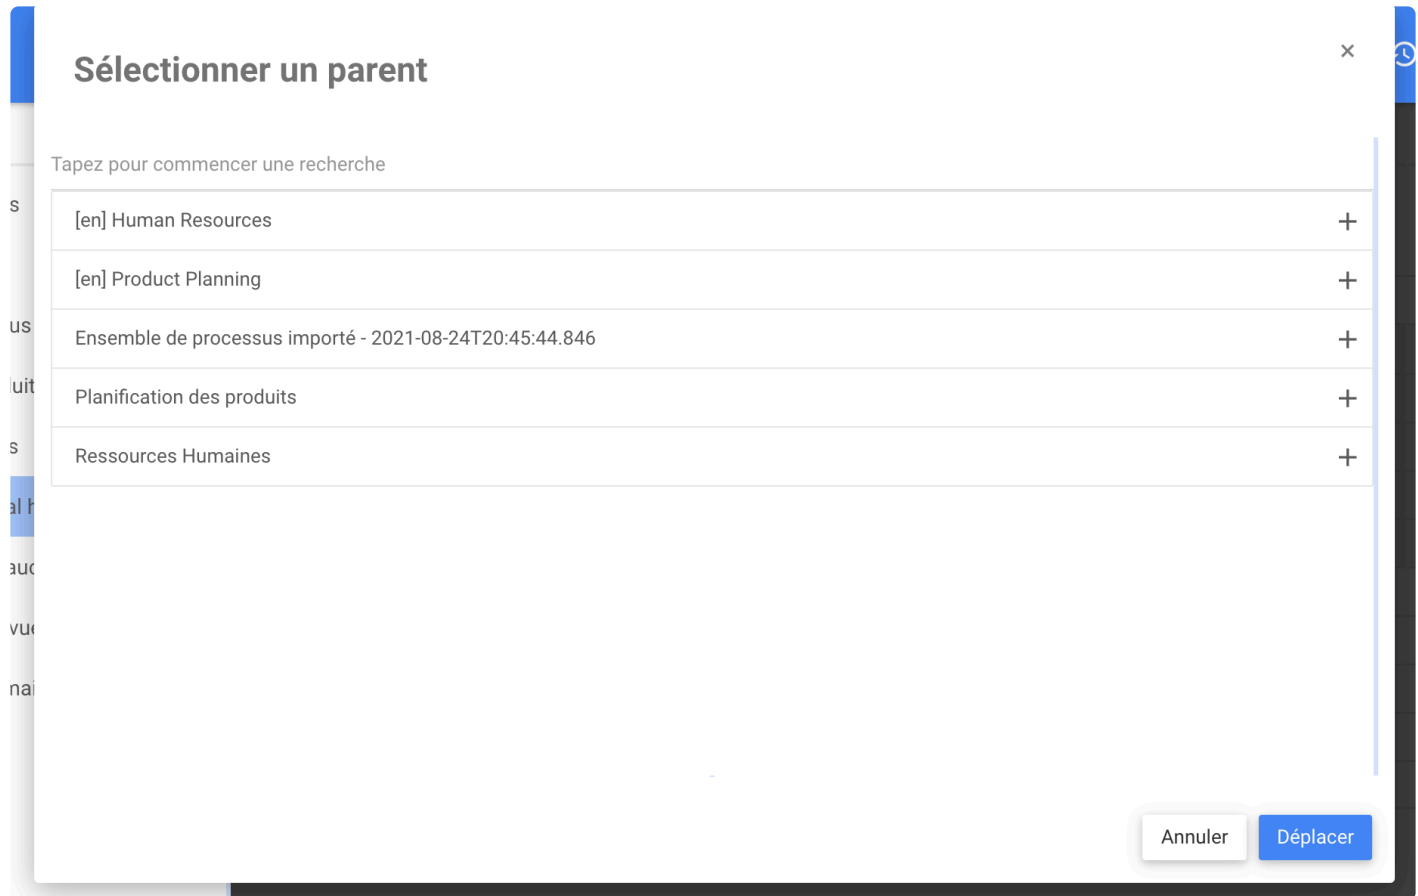 Sélectionner un parent
×
Tapez pour commencer une recherche
[en] Human Resources
[en] Product Planning
Ensemble de processus importé - 2021-08-24T20:45:44.846
Planification des produits
Ressources Humaines
Annuler
Déplacer